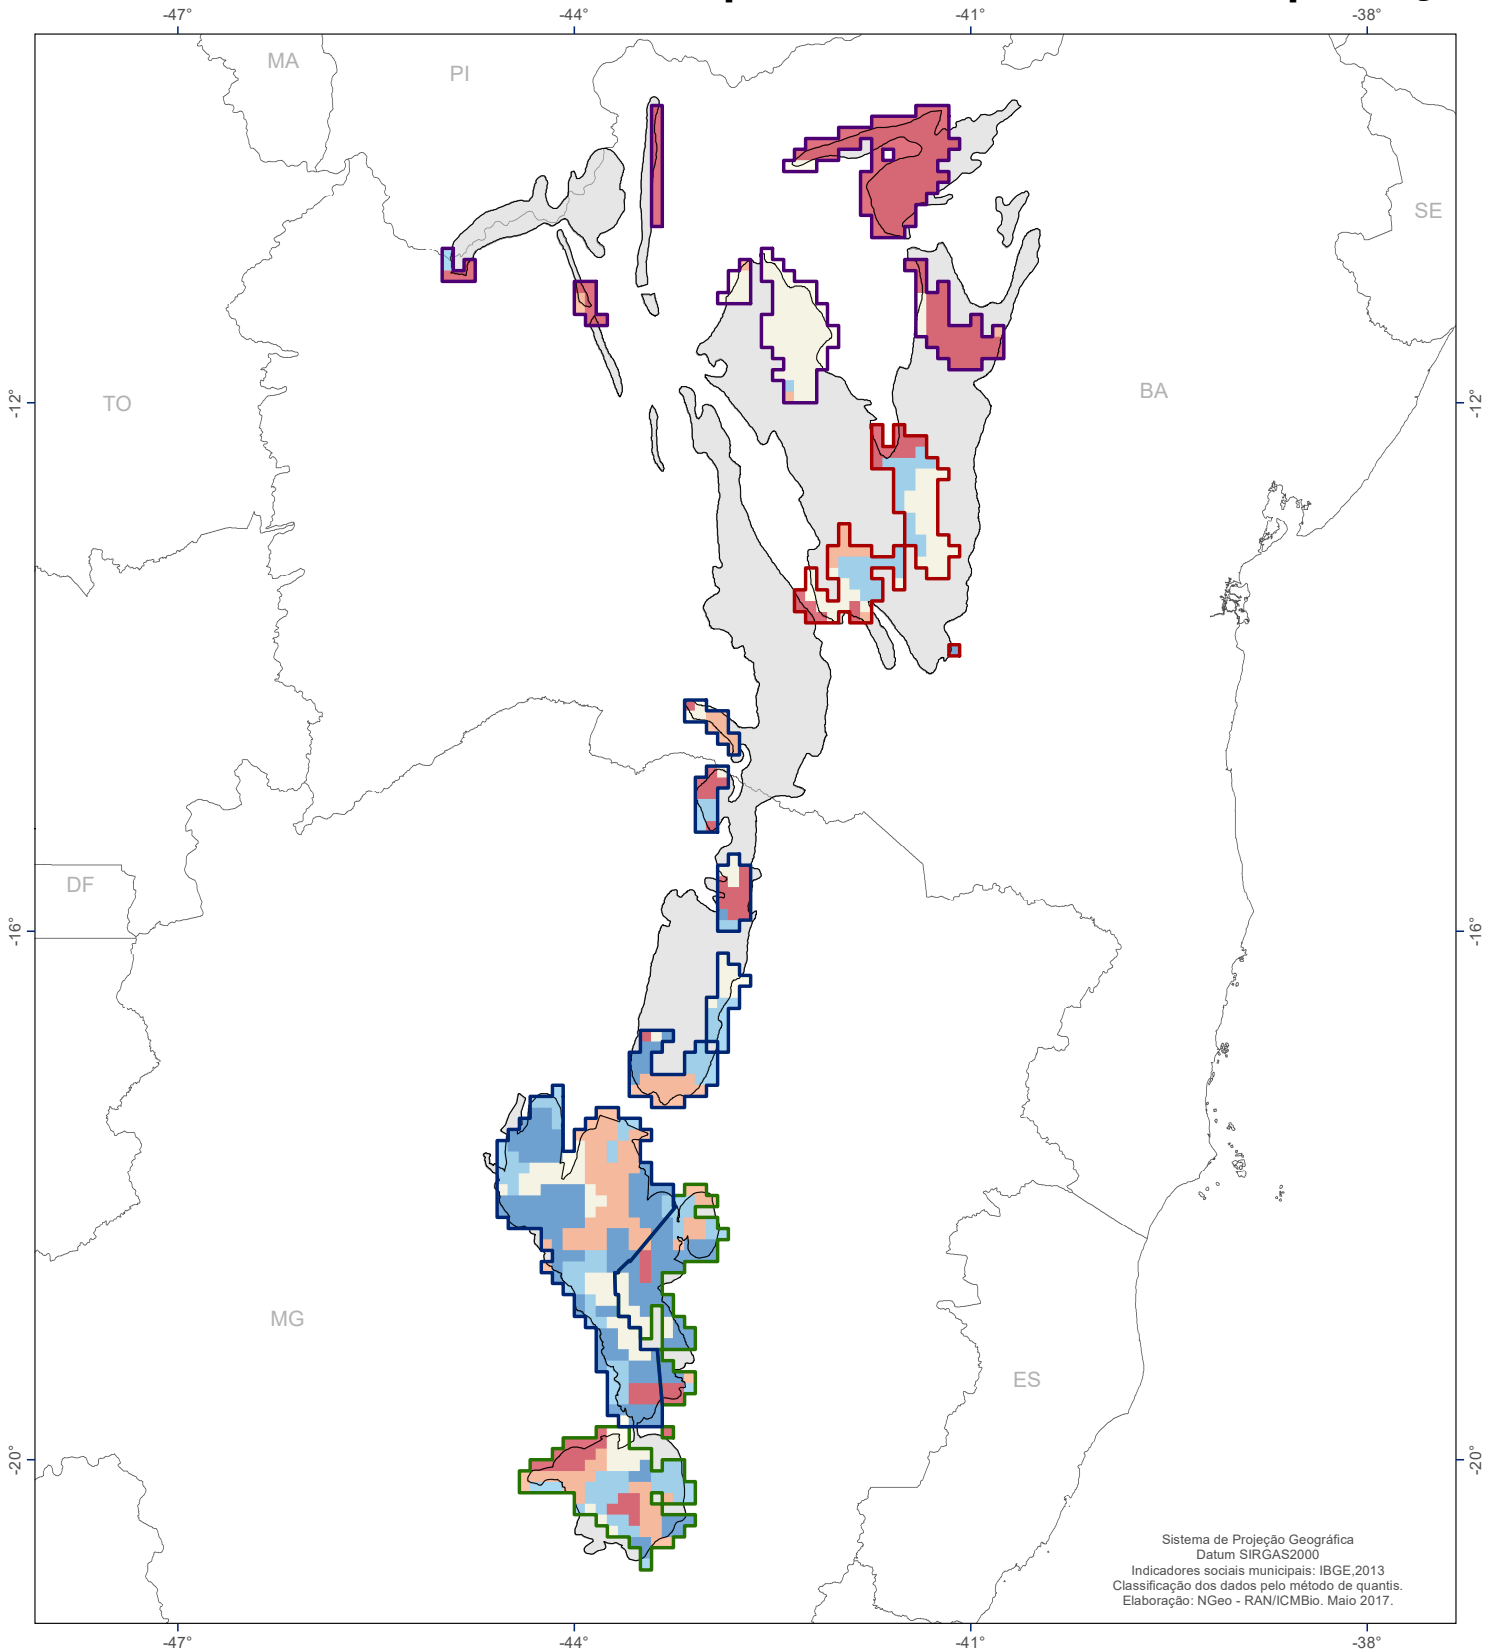 -47° -44° -41° -38°
MA
PI
SE
-12° -12°
TO
BA
-16° -16°
DF
MG
ES
-20° -20°
Sistema de Projeção Geográfica
Datum SIRGAS2000
Indicadores sociais municipais: IBGE,2013
Classificação dos dados pelo método de quantis.
Elaboração: NGeo - RAN/ICMBio. Maio 2017.
-47° -44° -41° -38°